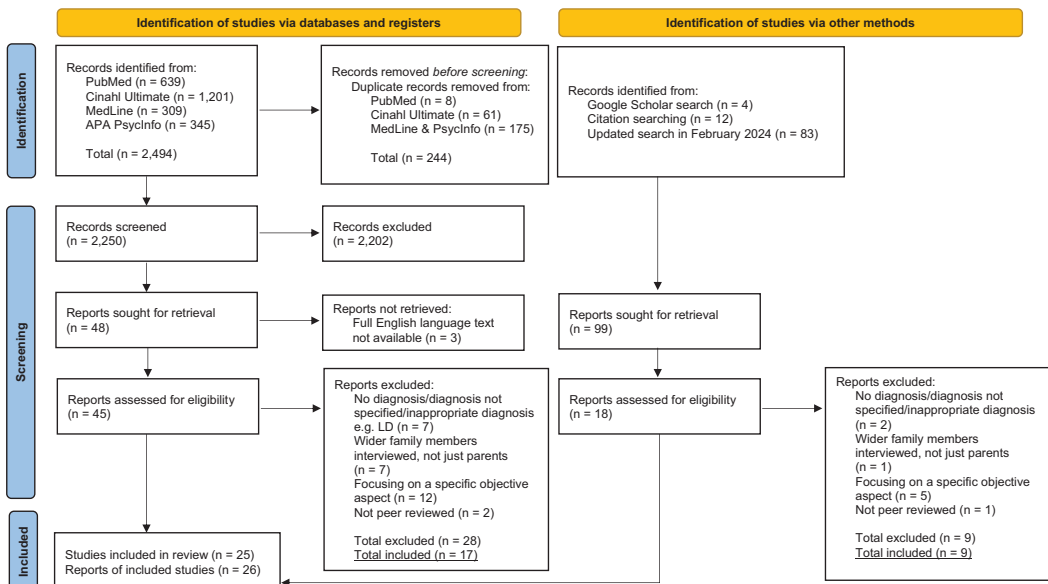 Identification of studies via databases and registers
Identification of studies via other methods
Identification
Records identified from:
PubMed (n = 639)
Cinahl Ultimate (n = 1,201)
MedLine (n = 309)
APA PsycInfo (n = 345)
Total (n = 2,494)
Records removed before screening:
Duplicate records removed from:
PubMed (n = 8)
Cinahl Ultimate (n = 61)
MedLine & PsycInfo (n = 175)
Total (n = 244)
Records identified from:
Google Scholar search (n = 4)
Citation searching (n = 12)
Updated search in February 2024 (n = 83)
Screening
Records screened
(n = 2,250)
Records excluded
(n = 2,202)
Reports sought for retrieval
(n = 48)
Reports not retrieved:
Full English language text
not available (n = 3)
Reports sought for retrieval
(n = 99)
Reports assessed for eligibility
(n = 45)
Reports excluded:
No diagnosis/diagnosis not
specified/inappropriate diagnosis
e.g. LD (n = 7)
Wider family members
interviewed, not just parents
(n = 7)
Focusing on a specific objective
aspect (n = 12)
Not peer reviewed (n = 2)
Total excluded (n = 28)
Total included (n = 17)
Reports assessed for eligibility
(n = 18)
Reports excluded:
No diagnosis/diagnosis not
specified/inappropriate diagnosis
(n = 2)
Wider family members
interviewed, not just parents
(n = 1)
Focusing on a specific objective
aspect (n = 5)
Not peer reviewed (n = 1)
Total excluded (n = 9)
Total included (n = 9)
Included
Studies included in review (n = 25)
Reports of included studies (n = 26)